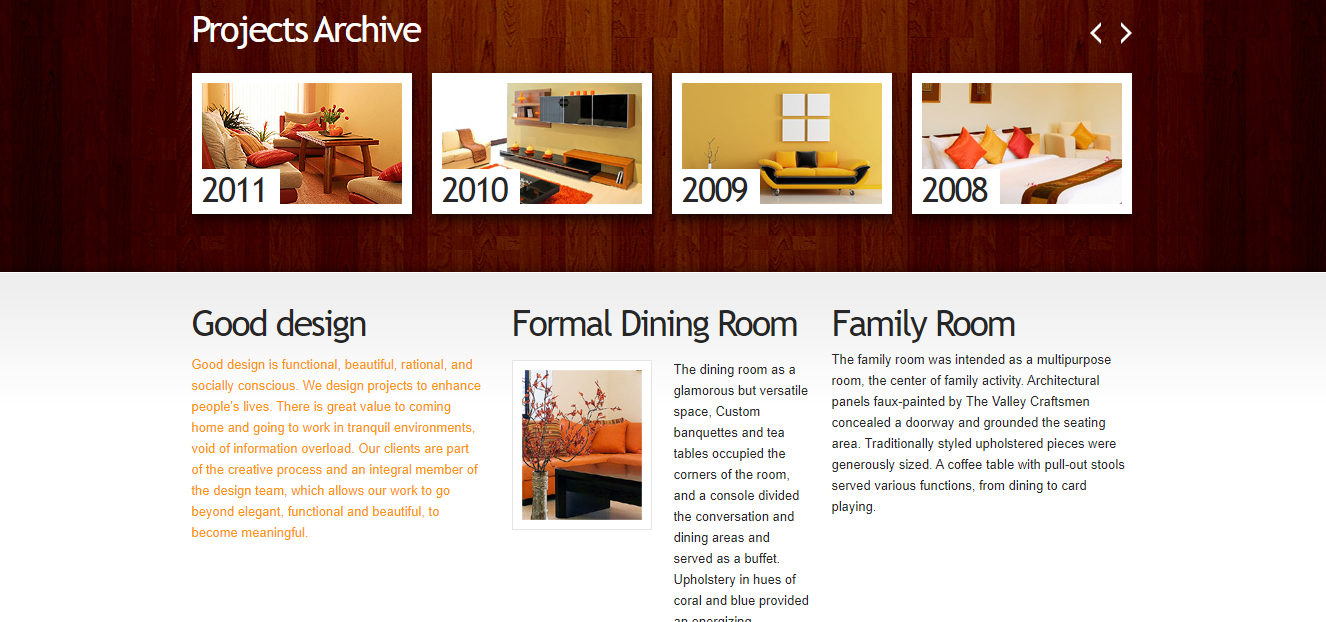 Projects Archive
2011
2010
2009
2008
Good design
Good design is functional, beautiful, rational, and
socially conscious. We design projects to enhance
people's lives. There is great value to coming
home and going to work in tranquil environments,
void of information overload. Our clients are part
of the creative process and an integral member of
the design team, which allows our work to go
beyond elegant, functional and beautiful, to
become meaningful.
Formal Dining Room
The dining room as a
glamorous but versatile
space, Custom
banquettes and tea
tables occupied the
corners of the room,
and a console divided
the conversation and
dining areas and
served as a buffet.
Upholstery in hues of
coral and blue provided
an energizing
Family Room
The family room was intended as a multipurpose
room, the center of family activity. Architectural
panels faux-painted by The Valley Craftsmen
concealed a doorway and grounded the seating
area. Traditionally styled upholstered pieces were
generously sized. A coffee table with pull-out stools
served various functions, from dining to card
playing.